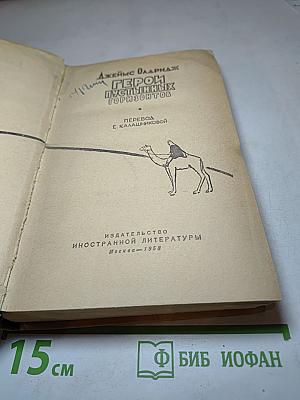 Джеймс Олдридж
ГЕРОИ
ПУСТЫННЫХ
ГОРИЗОНТОВ
ПЕРЕВОД
Е. КАЛАШНИКОВОЙ
ИЗДАТЕЛЬСТВО
ИНОСТРАННОЙ ЛИТЕРАТУРЫ
Москва — 1958
15 см
Ф БИБ ИОФАН